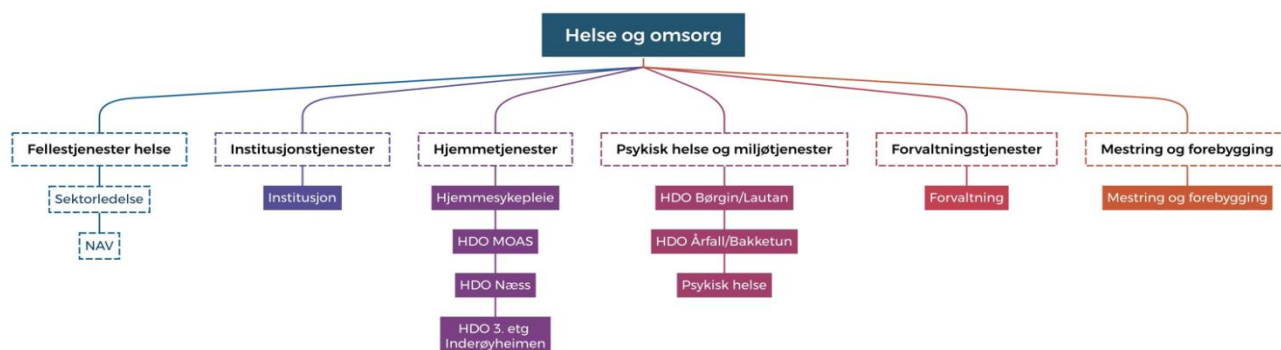 Helse og omsorg
Fellestjenester helse
Institusjonstjenester
Hjemmetjenester
Psykisk helse og miljøtjenester
Forvaltningstjenester
Mestring og forebygging
Sektorledelse
Institusjon
Hjemmesykepleie
HDO Børgin/Lautan
Forvaltning
Mestring og forebygging
NAV
HDO MOAS
HDO Årfall/Bakketun
HDO Næss
Psykisk helse
HDO 3. etg
Inderøyheimen